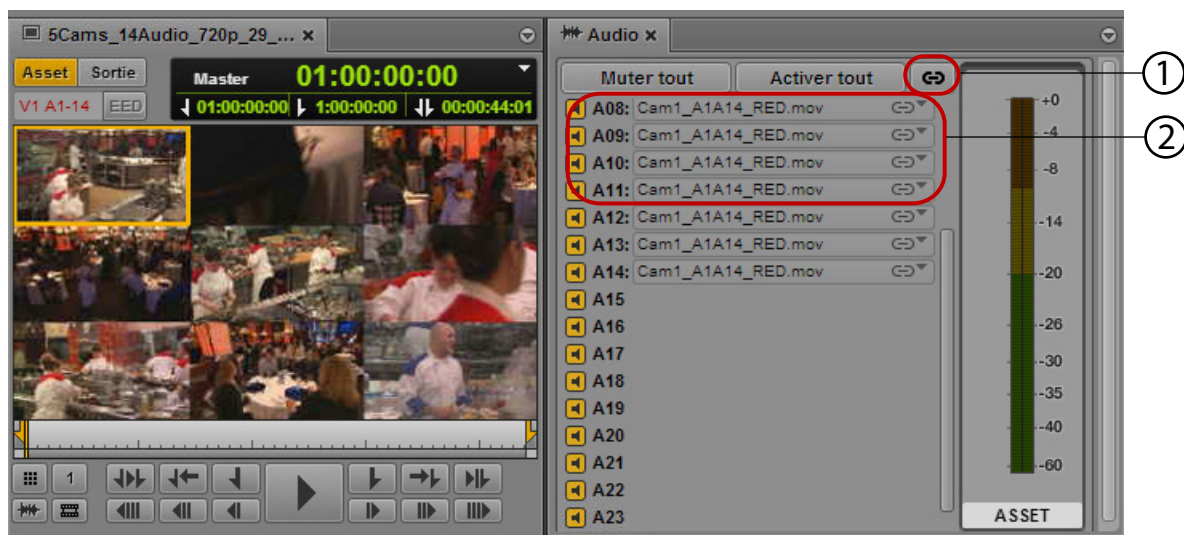 5Cams_14Audio_720p_29_... x
Asset Sortie
Master 01:00:00:00
V1 A1-14 EED
01:00:00:00 1:00:00:00 00:00:44:01
1
Audio x
Muter tout Activer tout
A08: Cam1_A1A14_RED.mov
A09: Cam1_A1A14_RED.mov
A10: Cam1_A1A14_RED.mov
A11: Cam1_A1A14_RED.mov
A12: Cam1_A1A14_RED.mov
A13: Cam1_A1A14_RED.mov
A14: Cam1_A1A14_RED.mov
A15
A16
A17
A18
A19
A20
A21
A22
A23
+0
-4
-8
-14
-20
-26
-30
-35
-40
-60
ASSET
1
2